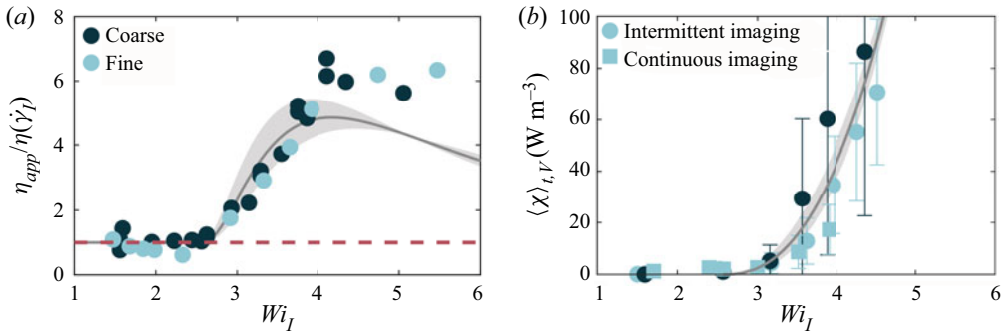 (a)
8
Coarse
Fine
6
4
2
0
η_app/η(γ̇_I)
1 2 3 4 5 6
Wi_I
(b)
100
Intermittent imaging
Continuous imaging
80
60
40
20
0
⟨χ⟩_t,V (W m⁻³)
1 2 3 4 5 6
Wi_I